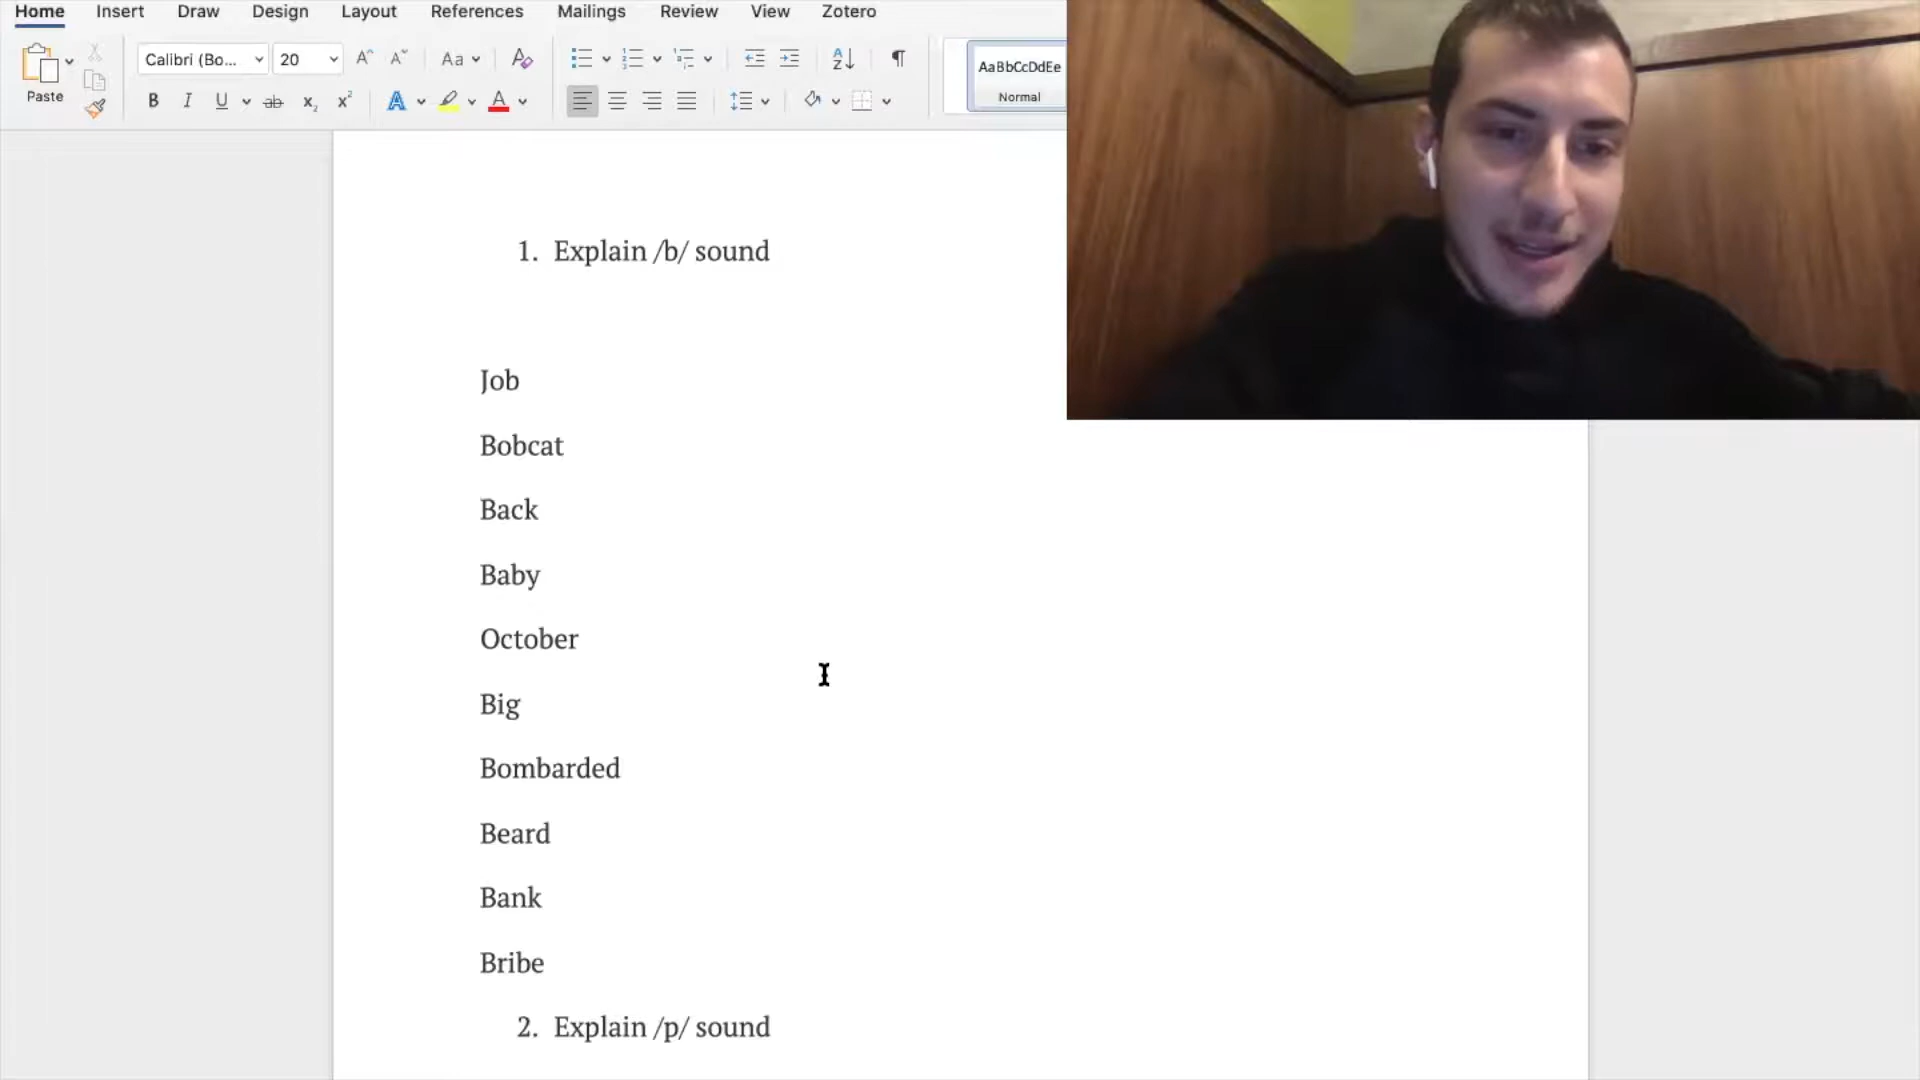 Home Insert Draw Design Layout References Mailings Review View Zotero
Paste
Calibri (Bo... 20 Aa
AaBbCcDdEe
Normal
1. Explain /b/ sound
Job
Bobcat
Back
Baby
October
Big
Bombarded
Beard
Bank
Bribe
2. Explain /p/ sound